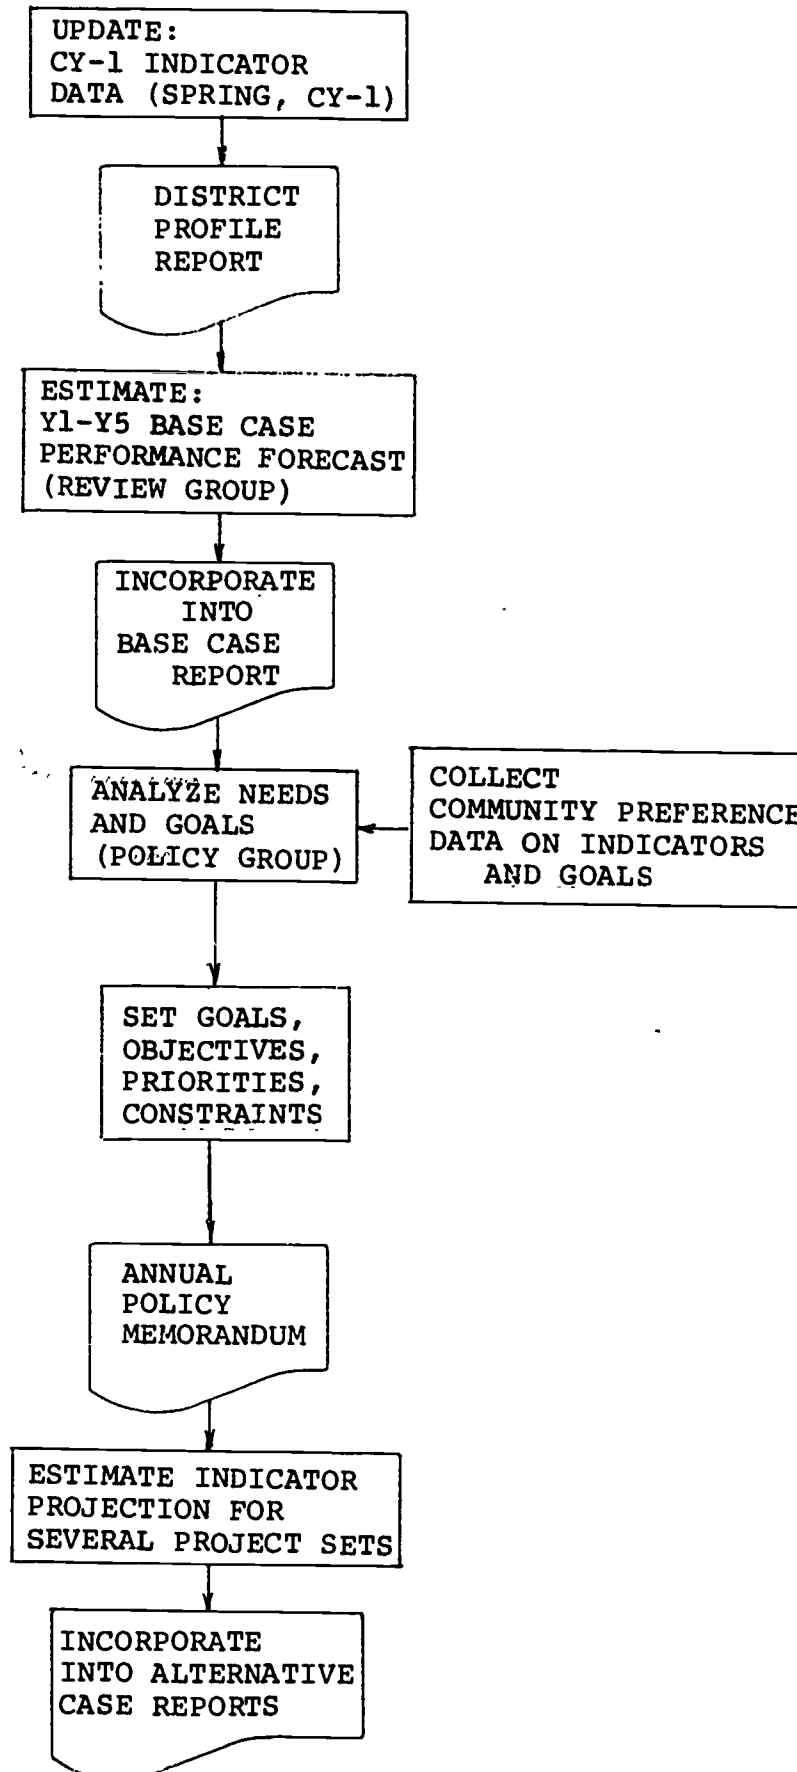 UPDATE:
CY-1 INDICATOR
DATA (SPRING, CY-1)
DISTRICT
PROFILE
REPORT
ESTIMATE:
Y1-Y5 BASE CASE
PERFORMANCE FORECAST
(REVIEW GROUP)
INCORPORATE
INTO
BASE CASE
REPORT
ANALYZE NEEDS
AND GOALS
(POLICY GROUP)
COLLECT
COMMUNITY PREFERENCE
DATA ON INDICATORS
AND GOALS
SET GOALS,
OBJECTIVES,
PRIORITIES,
CONSTRAINTS
ANNUAL
POLICY
MEMORANDUM
ESTIMATE INDICATOR
PROJECTION FOR
SEVERAL PROJECT SETS
INCORPORATE
INTO ALTERNATIVE
CASE REPORTS